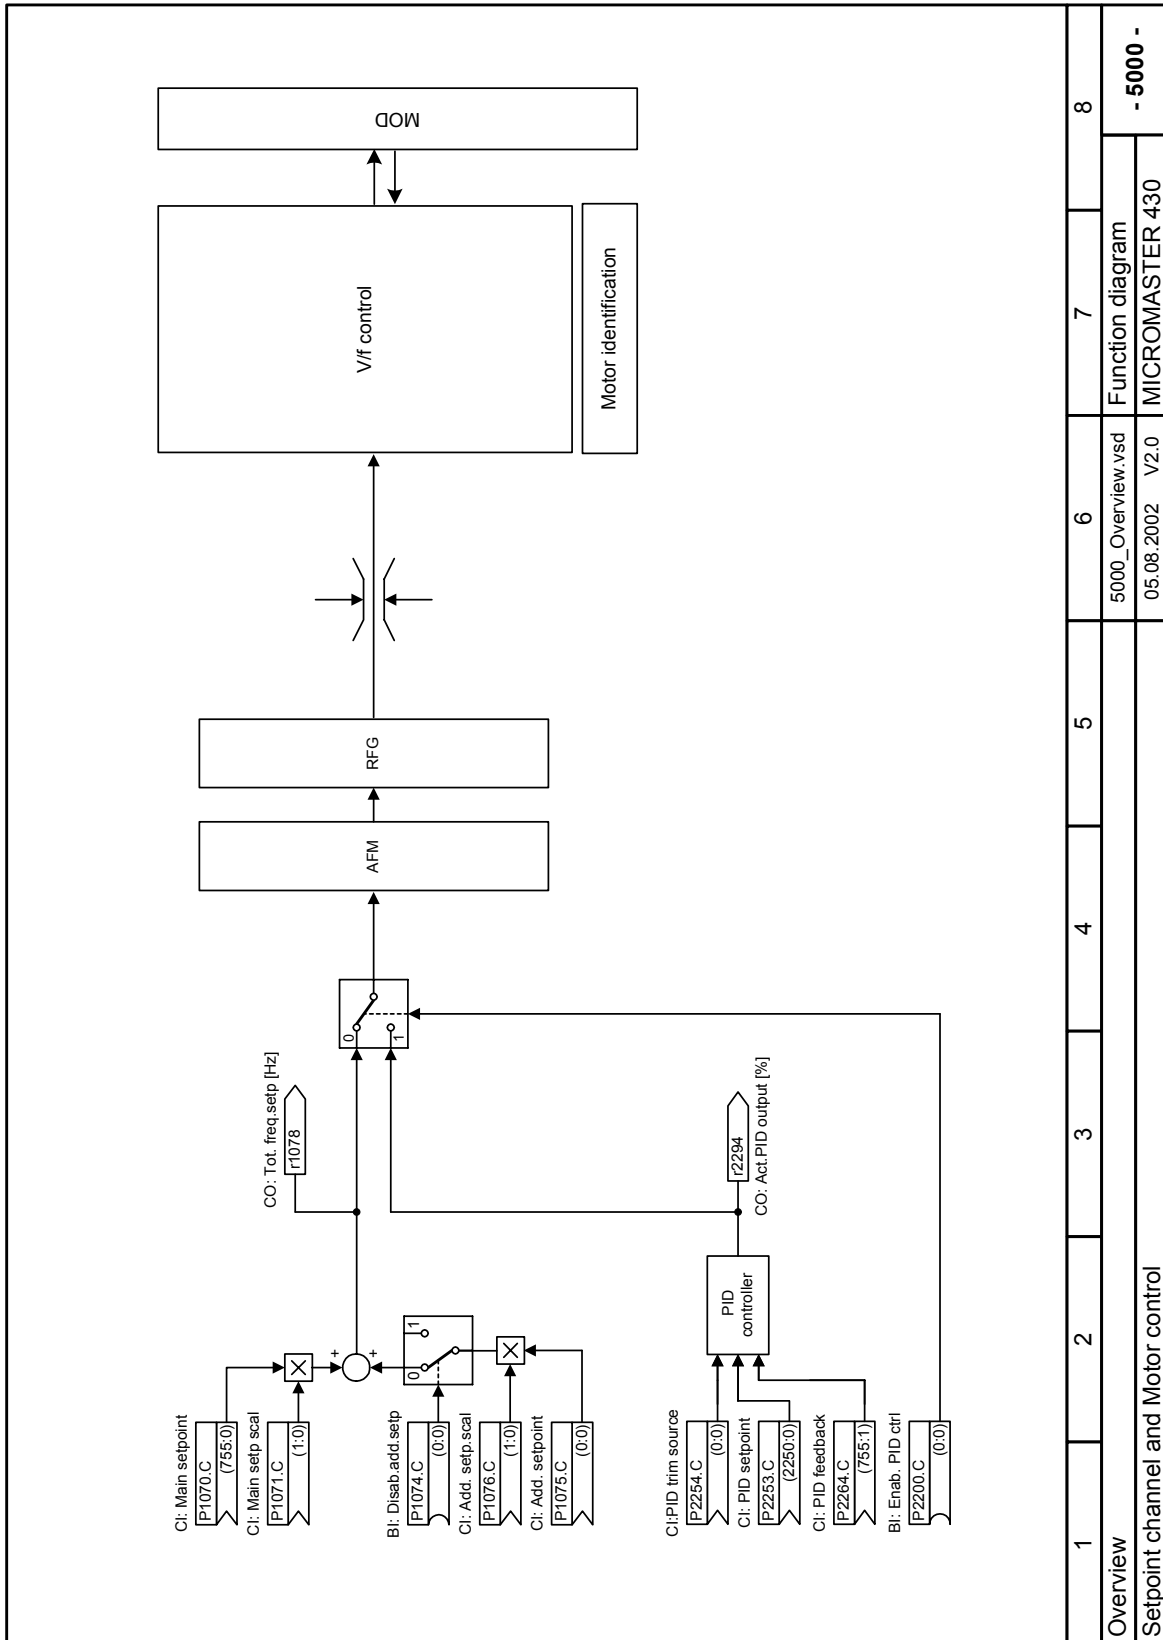 CI: Main setpoint
P1070.C
(755:0)
CI: Main setp scal
P1071.C
(1:0)
BI: Disab.add.setp
P1074.C
(0:0)
CI: Add. setp.scal
P1076.C
(1:0)
CI: Add. setpoint
P1075.C
(0:0)
+
+
0
1
CO: Tot. freq.setp [Hz]
r1078
0
1
AFM
RFG
V/f control
MOD
Motor identification
CI:PID trim source
P2254.C
(0:0)
CI: PID setpoint
P2253.C
(2250:0)
CI: PID feedback
P2264.C
(755:1)
BI: Enab. PID ctrl
P2200.C
(0:0)
PID
controller
r2294
CO: Act.PID output [%]
1 2 3 4 5 6 7 8
Overview 5000_Overview.vsd Function diagram - 5000 -
Setpoint channel and Motor control 05.08.2002 V2.0 MICROMASTER 430